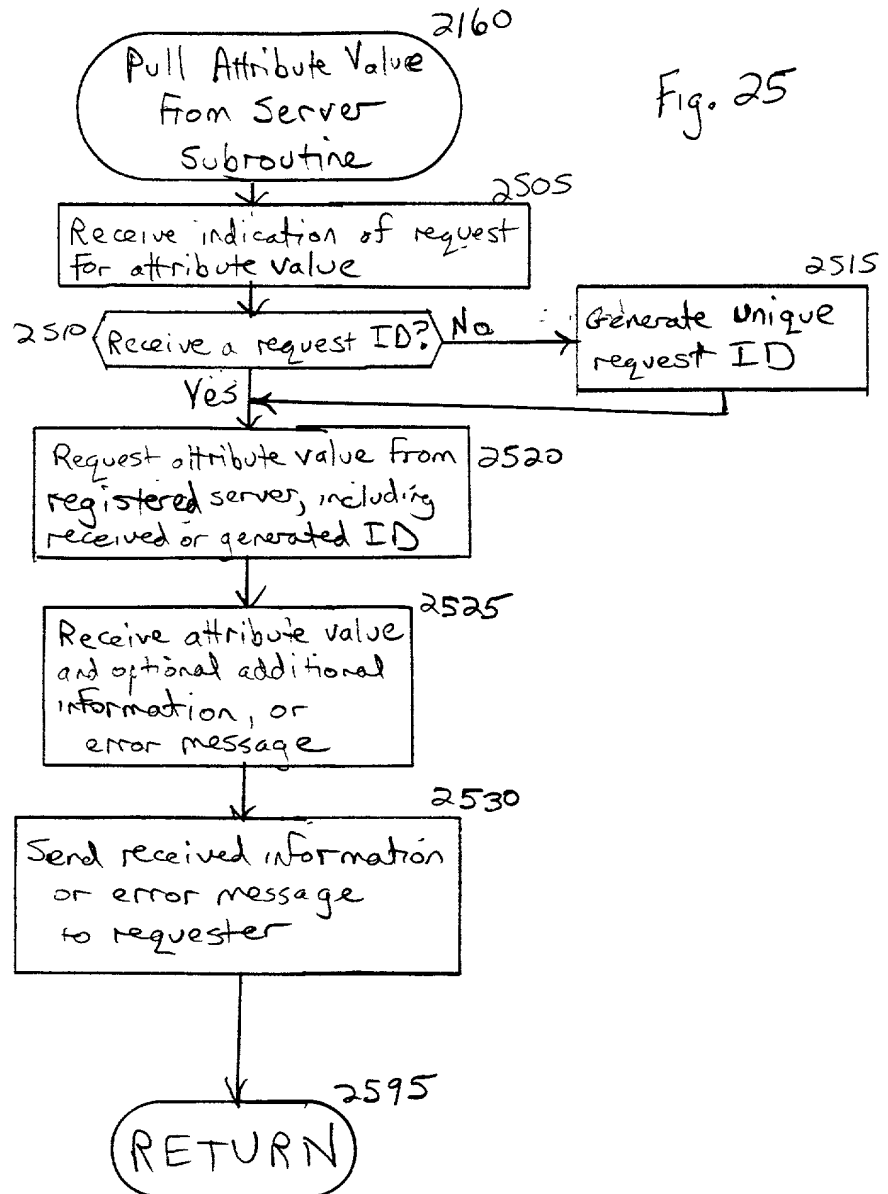 2160
Pull Attribute Value
From Server
Subroutine
Fig. 25
2505
Receive indication of request
for attribute value
2510
Receive a request ID?
No
2515
Generate unique
request ID
Yes
2520
Request attribute value from
registered server, including
received or generated ID
2525
Receive attribute value
and optional additional
information, or
error message
2530
Send received information
or error message
to requester
2595
RETURN